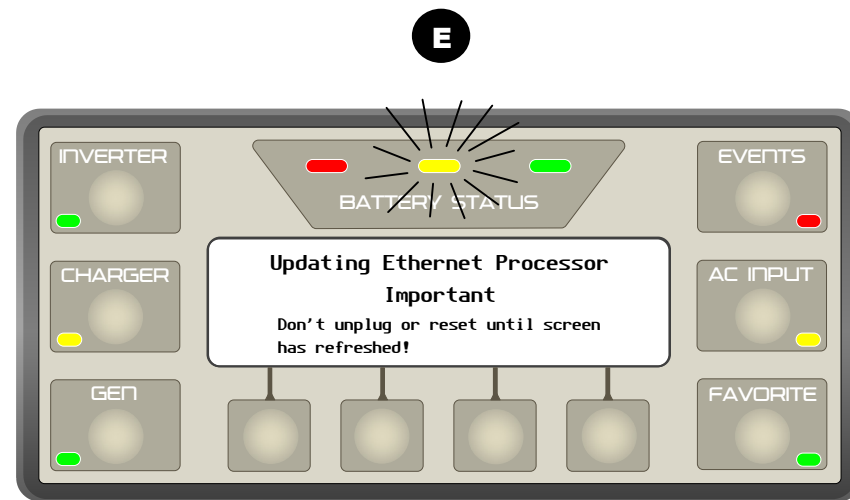 E
INVERTER
BATTERY STATUS
EVENTS
CHARGER
Updating Ethernet Processor
Important
Don't unplug or reset until screen
has refreshed!
AC INPUT
GEN
FAVORITE